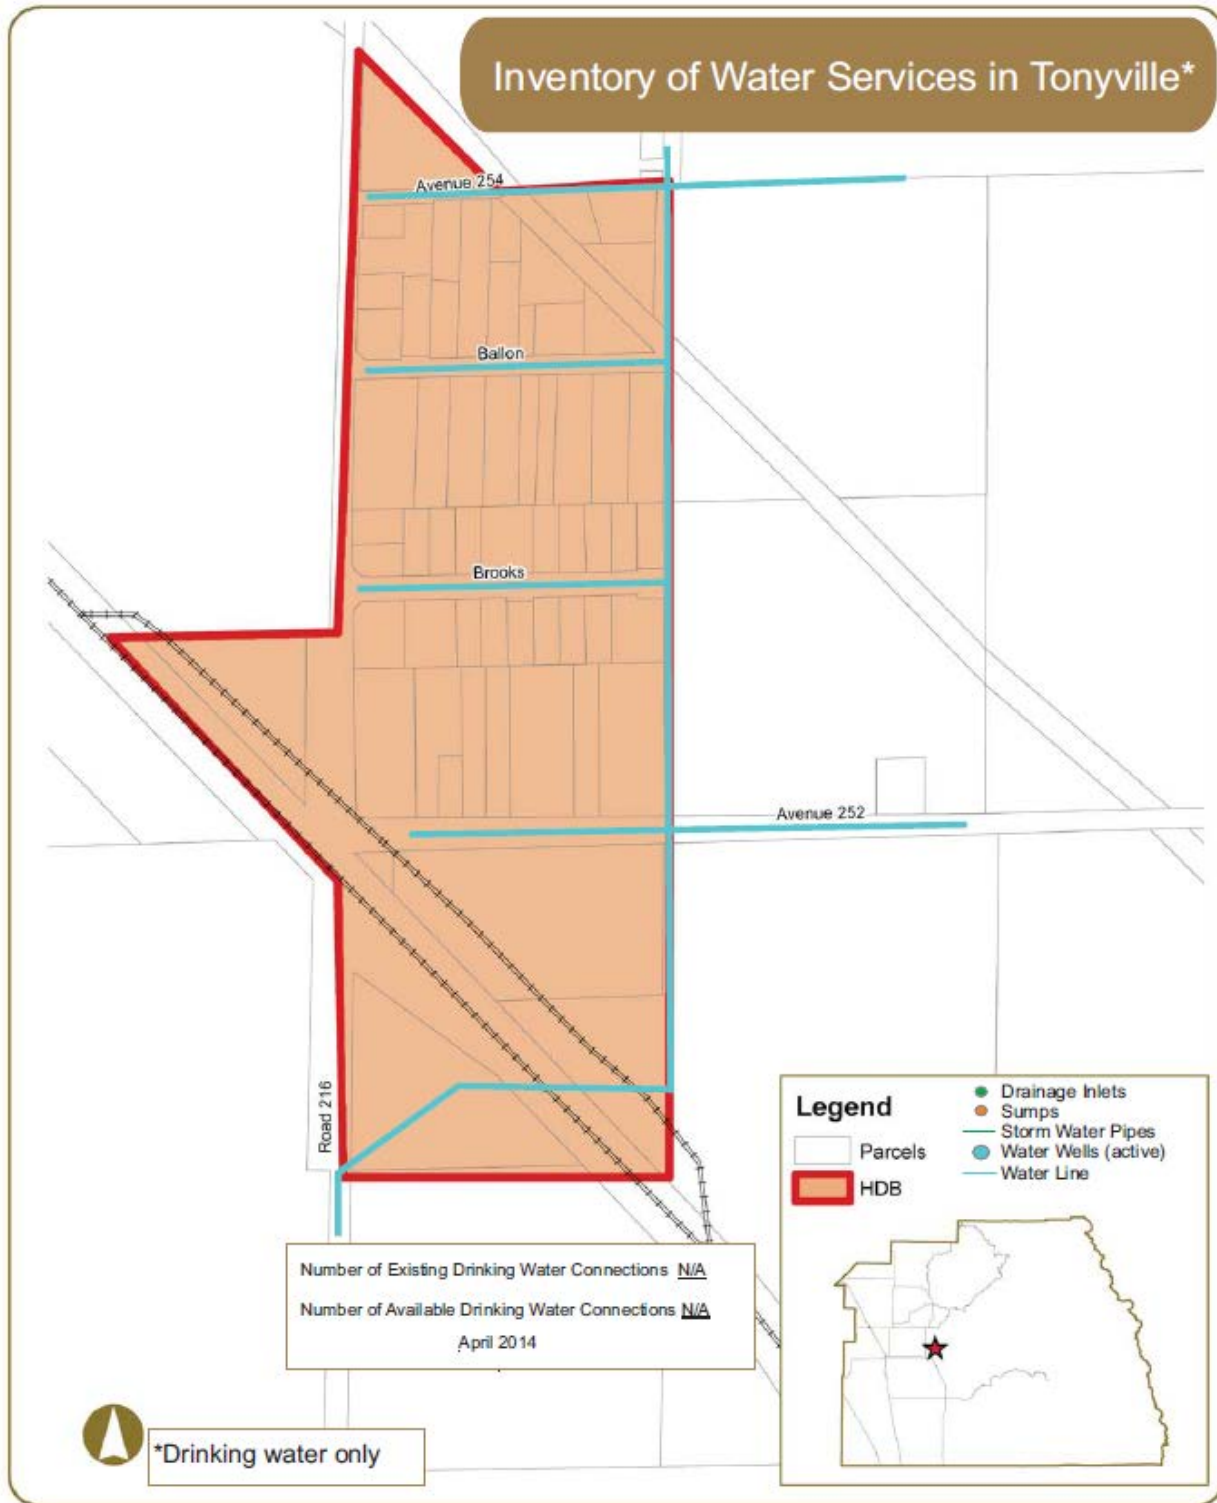 Inventory of Water Services in Tonyville*
Avenue 254
Ballon
Brooks
Avenue 252
Road 216
Legend
Parcels
HDB
Drainage Inlets
Sumps
Storm Water Pipes
Water Wells (active)
Water Line
Number of Existing Drinking Water Connections N/A
Number of Available Drinking Water Connections N/A
April 2014
*Drinking water only